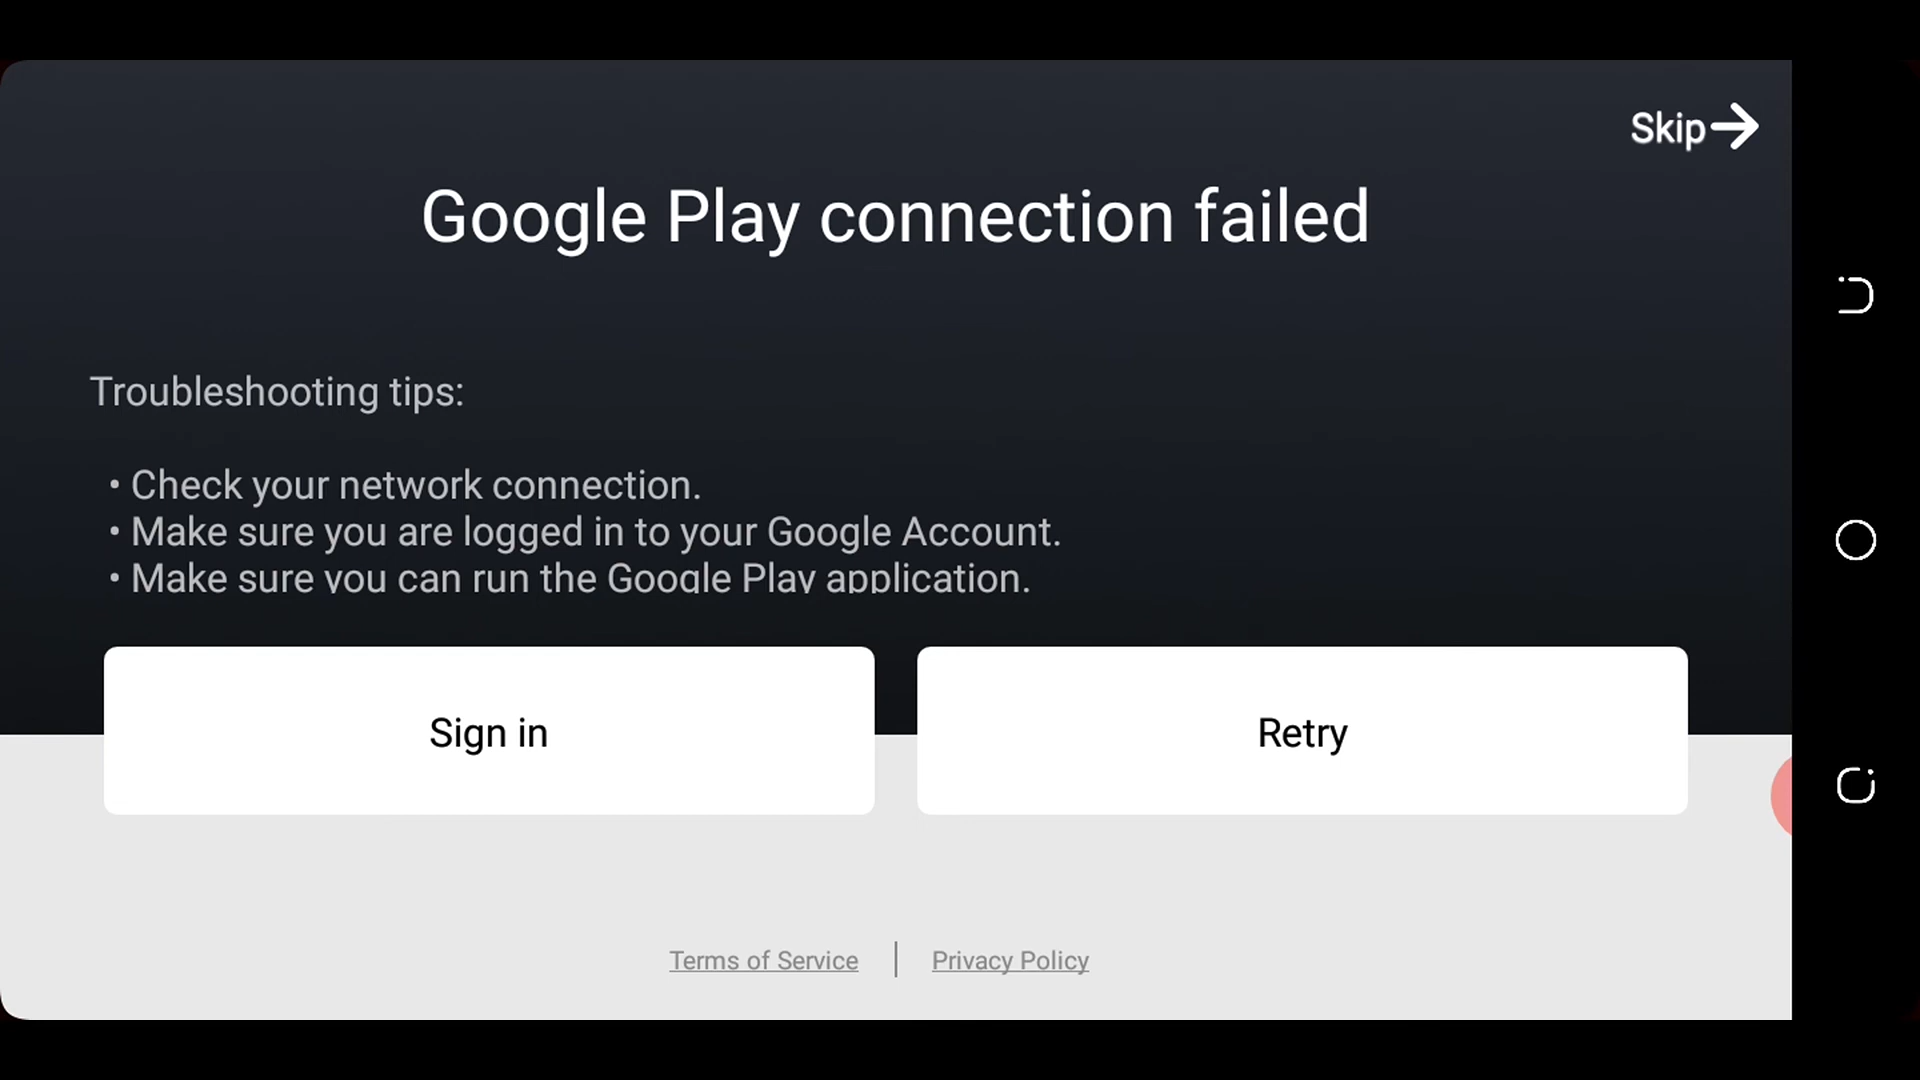 Skip
Google Play connection failed
Troubleshooting tips:
• Check your network connection.
• Make sure you are logged in to your Google Account.
• Make sure you can run the Google Play application.
Sign in
Retry
Terms of Service | Privacy Policy